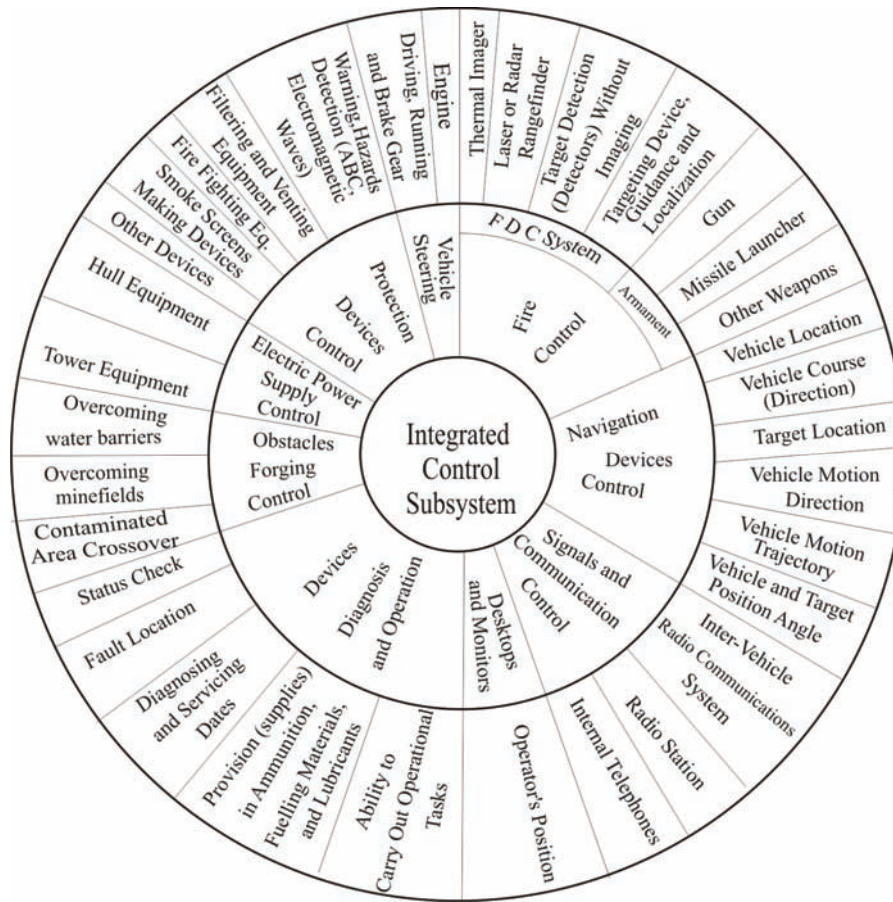 Integrated
Control
Subsystem
Fire
Control
F D C System
Armament
Navigation
Devices
Control
Signals and
Communication
Control
Desktops
and Monitors
Devices
Diagnosis
and Operation
Obstacles
Forging
Control
Electric Power
Supply
Control
Protection
Devices
Control
Vehicle
Steering
Thermal Imager
Laser or Radar
Rangefinder
Target Detection
(Detectors) Without
Imaging
Targeting Device,
Guidance and
Localization
Gun
Missile Launcher
Other Weapons
Vehicle Location
Vehicle Course
(Direction)
Target Location
Vehicle Motion
Direction
Vehicle Motion
Trajectory
Vehicle and Target
Position Angle
Inter-Vehicle
Radio Communications
System
Radio Station
Internal Telephones
Operator's Position
Ability to
Carry Out Operational
Tasks
Provision (supplies)
in Ammunition,
Fuelling Materials,
and Lubricants
Diagnosing
and Servicing
Dates
Fault Location
Status Check
Contaminated
Area Crossover
Overcoming
minefields
Overcoming
water barriers
Tower Equipment
Hull Equipment
Other Devices
Smoke Screens
Making Devices
Fire Fighting Eq.
Filtering and Venting
Equipment
Warning,Hazards
Detection (ABC,
Electromagnetic
Waves)
Driving, Running
and Brake Gear
Engine